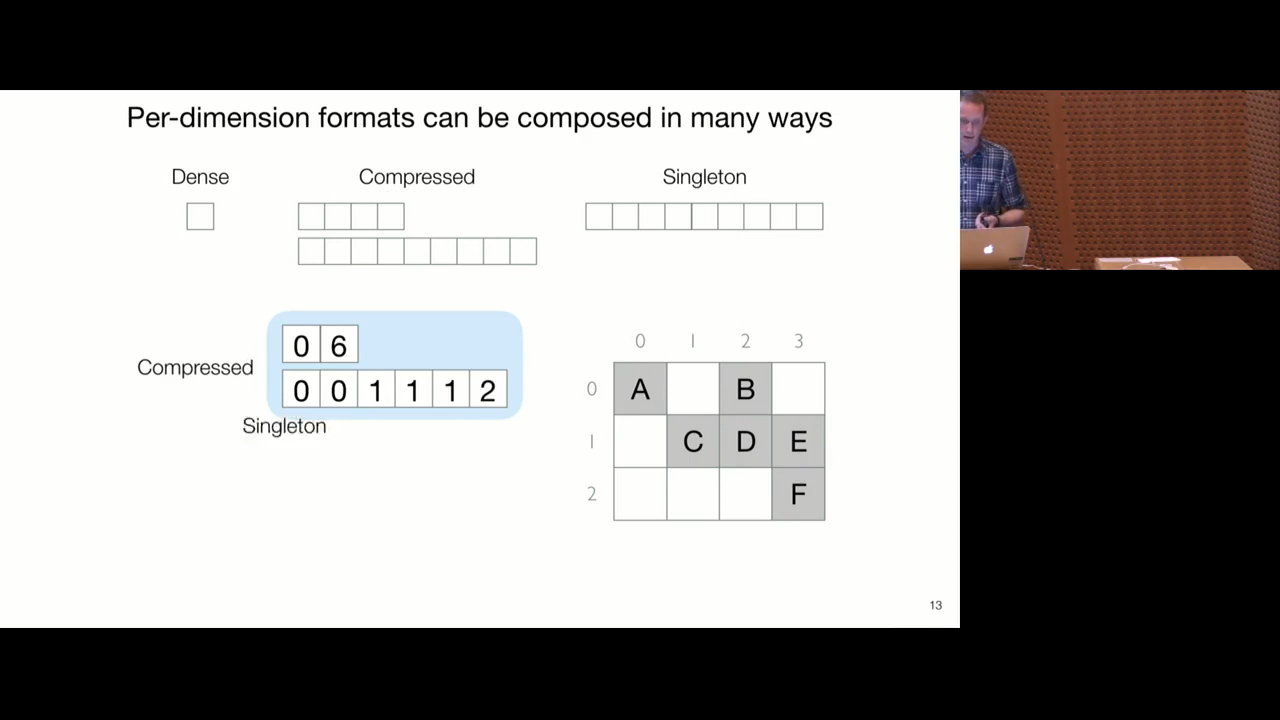 Per-dimension formats can be composed in many ways
Dense Compressed Singleton
0 6
Compressed
0 0 1 1 1 2
Singleton
0 1 2 3
0 A B
1 C D E
2 F
13